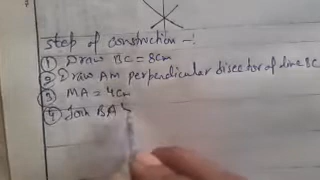 step of construction -:
① Draw BC = 8cm
② Draw AM perpendicular bisector of line BC
③ MA = 4cm
④ Join BA